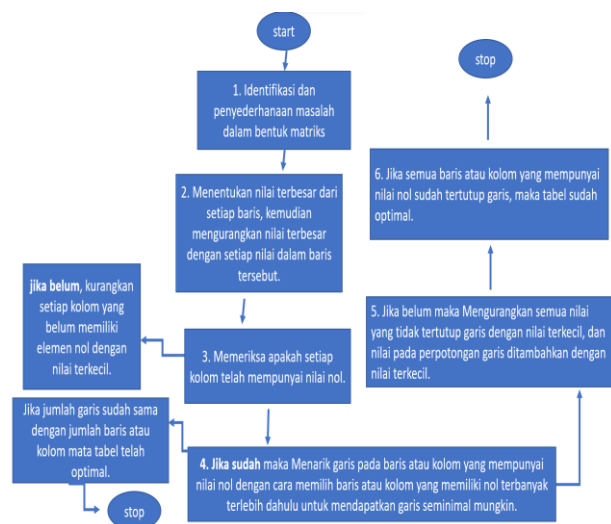 start
1. Identifikasi dan
penyederhanaan masalah
dalam bentuk matriks
2. Menentukan nilai terbesar dari
setiap baris, kemudian
mengurangkan nilai terbesar
dengan setiap nilai dalam baris
tersebut.
jika belum, kurangkan
setiap kolom yang
belum memiliki
elemen nol dengan
nilai terkecil.
3. Memeriksa apakah setiap
kolom telah mempunyai nilai nol.
Jika jumlah garis sudah sama
dengan jumlah baris atau
kolom mata tabel telah
optimal.
stop
4. Jika sudah maka Menarik garis pada baris atau kolom yang mempunyai
nilai nol dengan cara memilih baris atau kolom yang memiliki nol terbanyak
terlebih dahulu untuk mendapatkan garis seminimal mungkin.
5. Jika belum maka Mengurangkan semua nilai
yang tidak tertutup garis dengan nilai terkecil, dan
nilai pada perpotongan garis ditambahkan dengan
nilai terkecil.
6. Jika semua baris atau kolom yang mempunyai
nilai nol sudah tertutup garis, maka tabel sudah
optimal.
stop